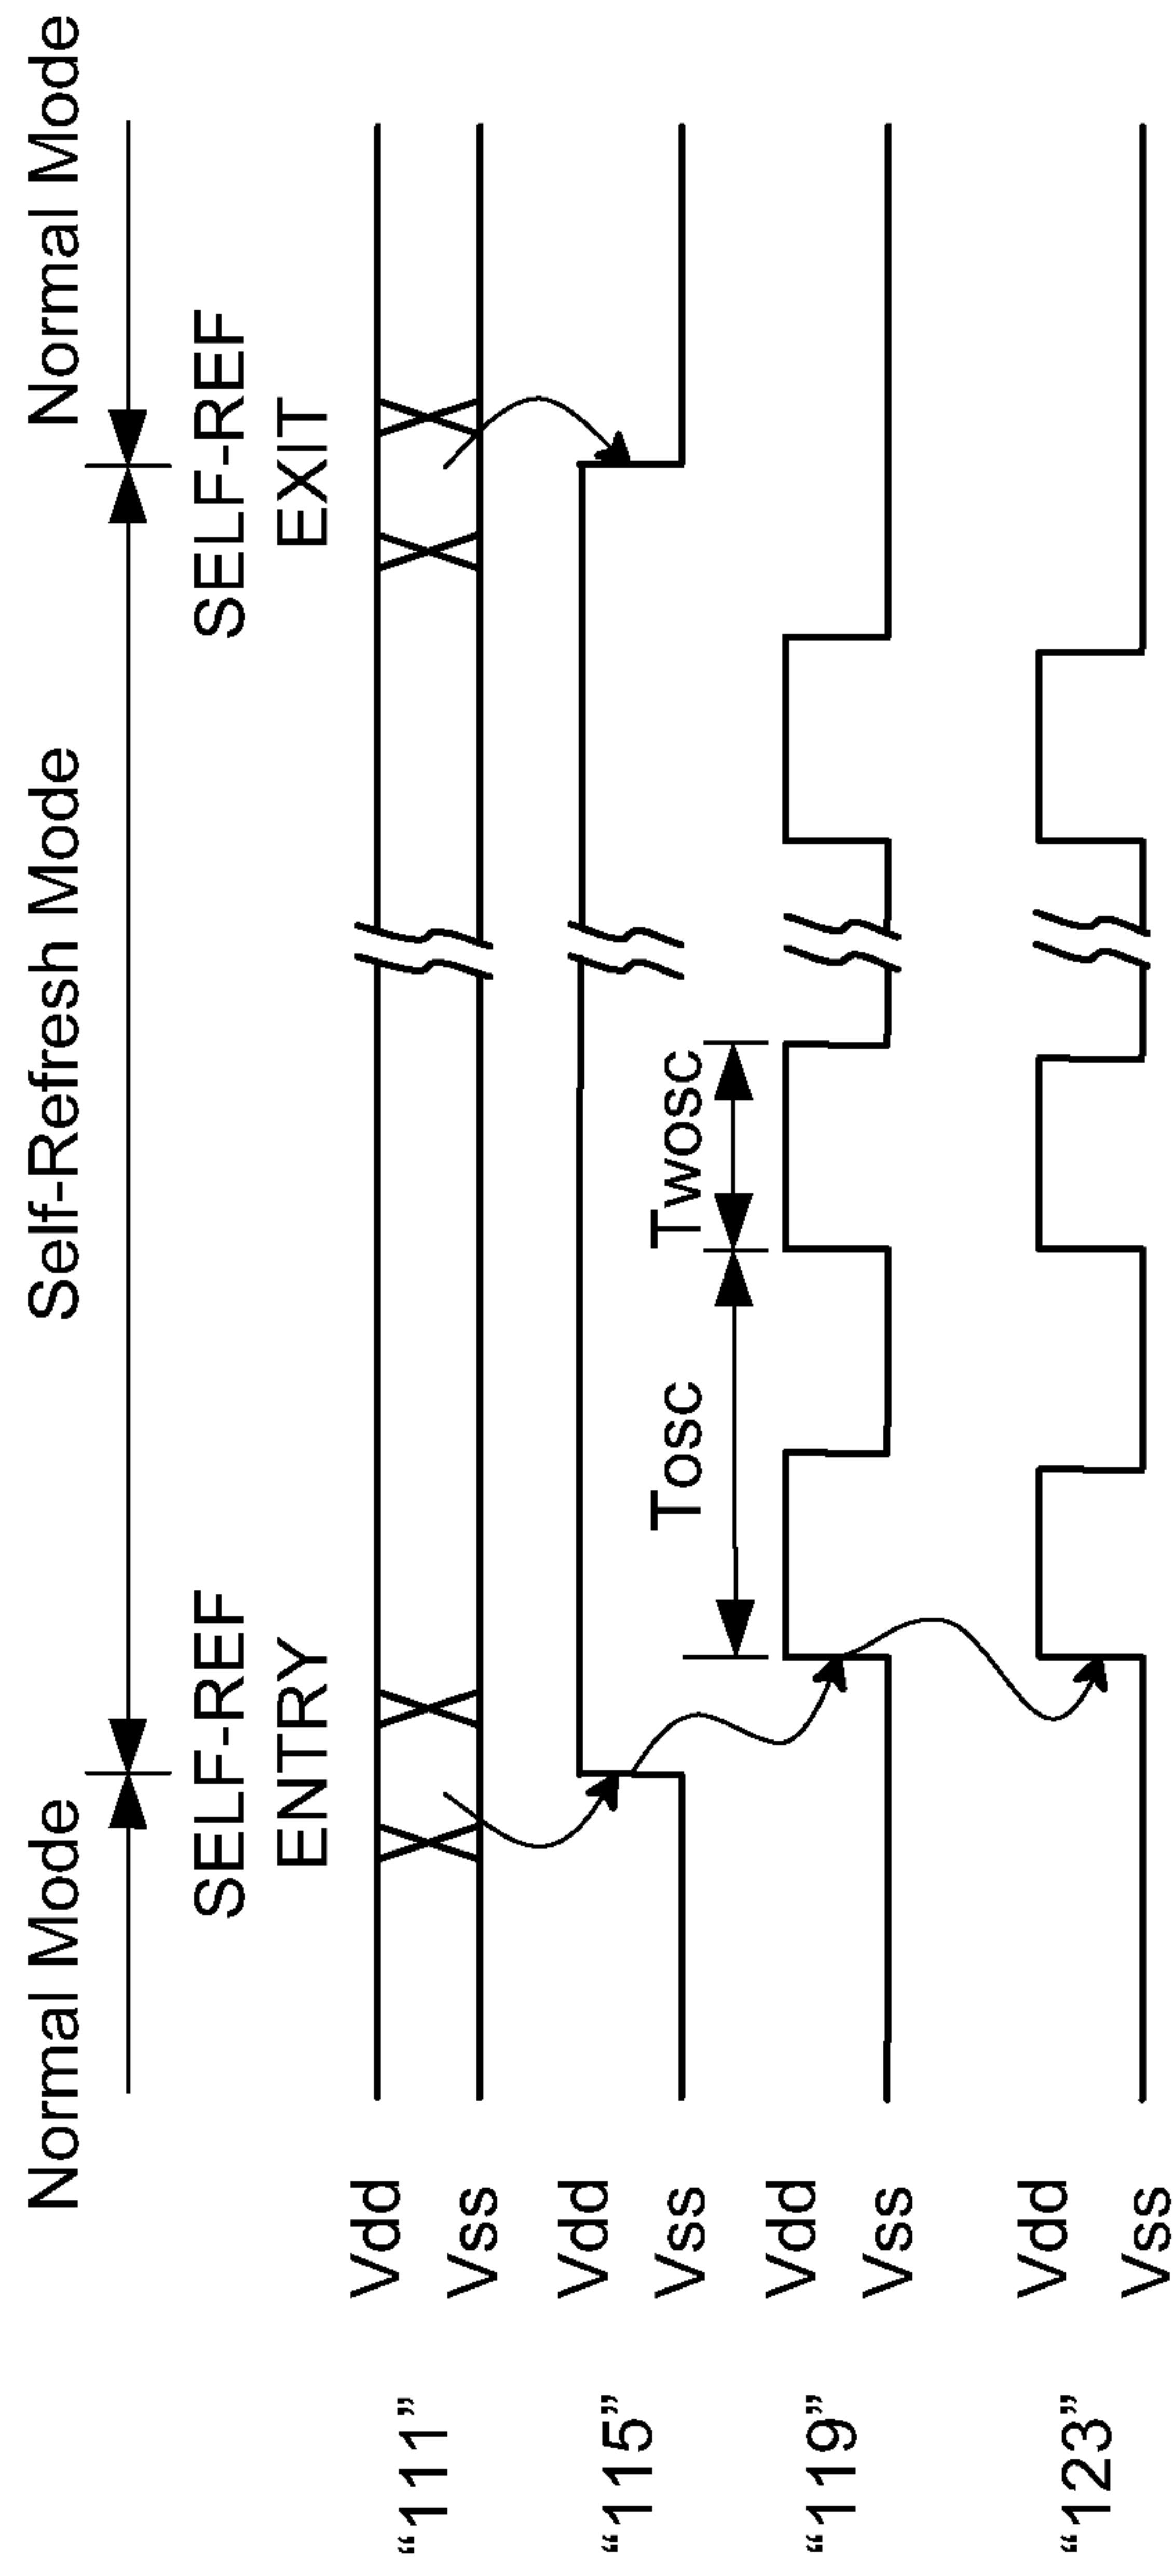 Normal Mode
Self-Refresh Mode
Normal Mode
SELF-REF
ENTRY
SELF-REF
EXIT
“111”
Vdd
Vss
“115”
Vdd
Vss
Tosc
Twosc
“119”
Vdd
Vss
“123”
Vdd
Vss